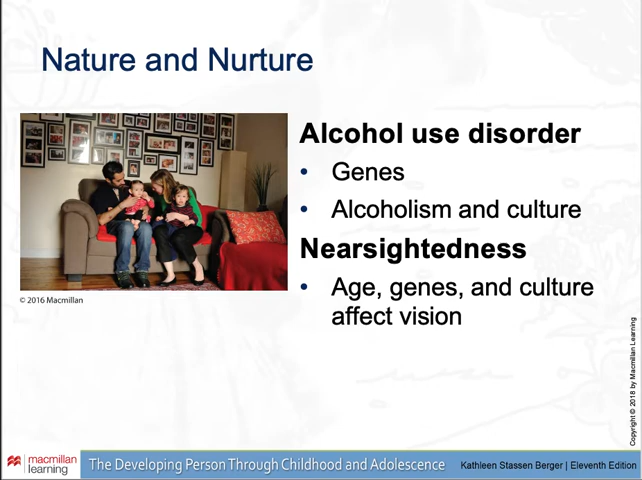 Nature and Nurture
Alcohol use disorder
• Genes
• Alcoholism and culture
Nearsightedness
• Age, genes, and culture
affect vision
© 2016 Macmillan
Copyright © 2018 by Macmillan Learning
macmillan
learning
The Developing Person Through Childhood and Adolescence
Kathleen Stassen Berger | Eleventh Edition